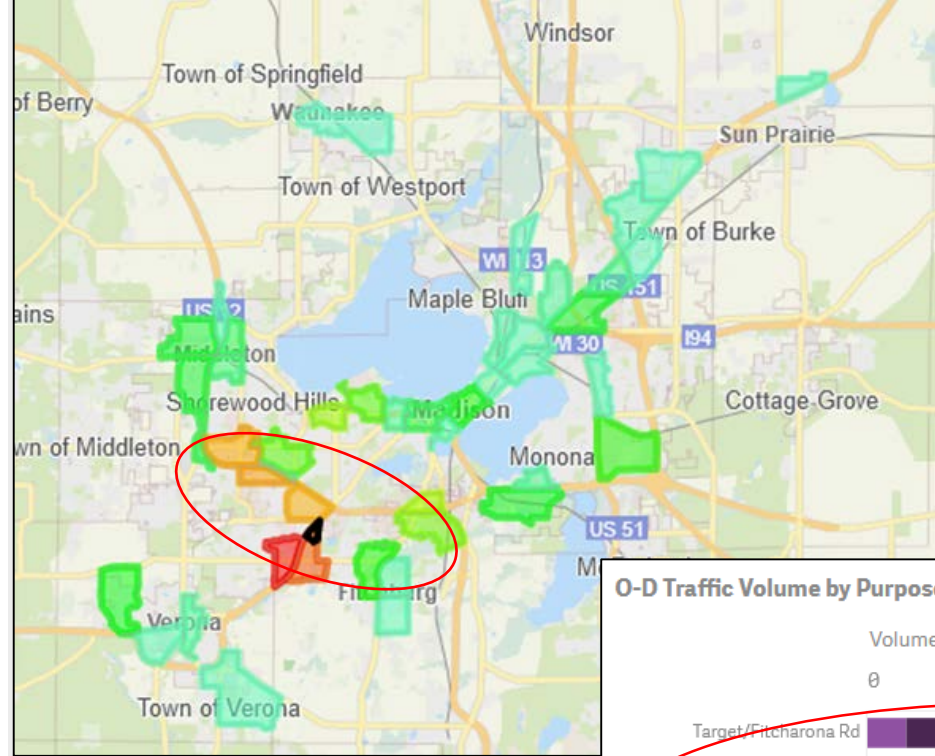 Windsor
Town of Springfield
of Berry
Waunakee
Sun Prairie
Town of Westport
Town of Burke
WI 113
US 151
Maple Bluff
ains
US 12
WI 30
I94
Middleton
Shorewood Hills
Madison
Cottage Grove
wn of Middleton
Monona
US 51
Fitchburg
Verona
Town of Verona
O-D Traffic Volume by Purpose
Volume
0
Target/Fitcharona Rd